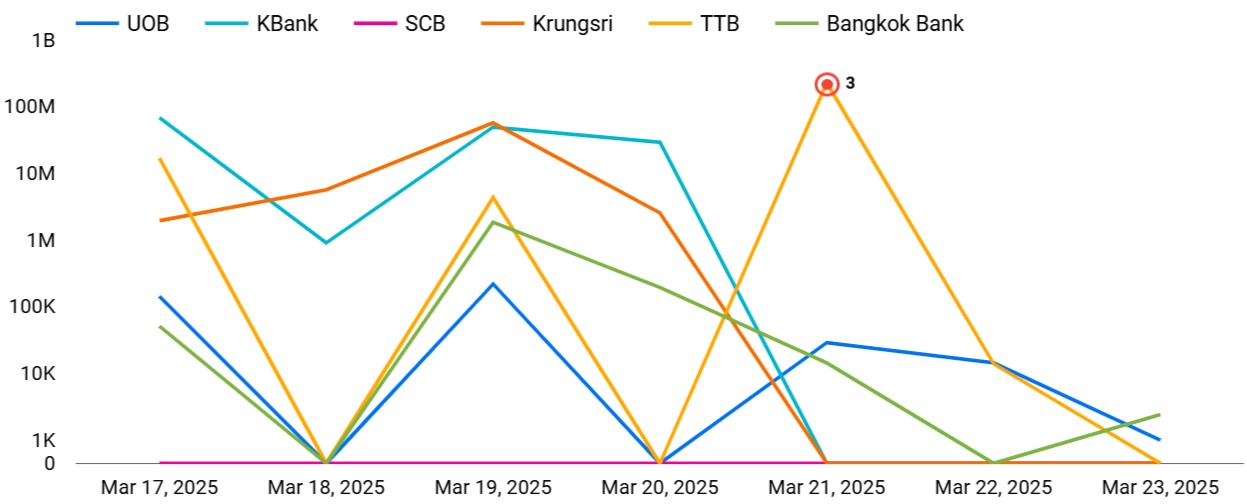 UOB KBank SCB Krungsri TTB Bangkok Bank
1B
3
100M
10M
1M
100K
10K
1K
0
Mar 17, 2025 Mar 18, 2025 Mar 19, 2025 Mar 20, 2025 Mar 21, 2025 Mar 22, 2025 Mar 23, 2025